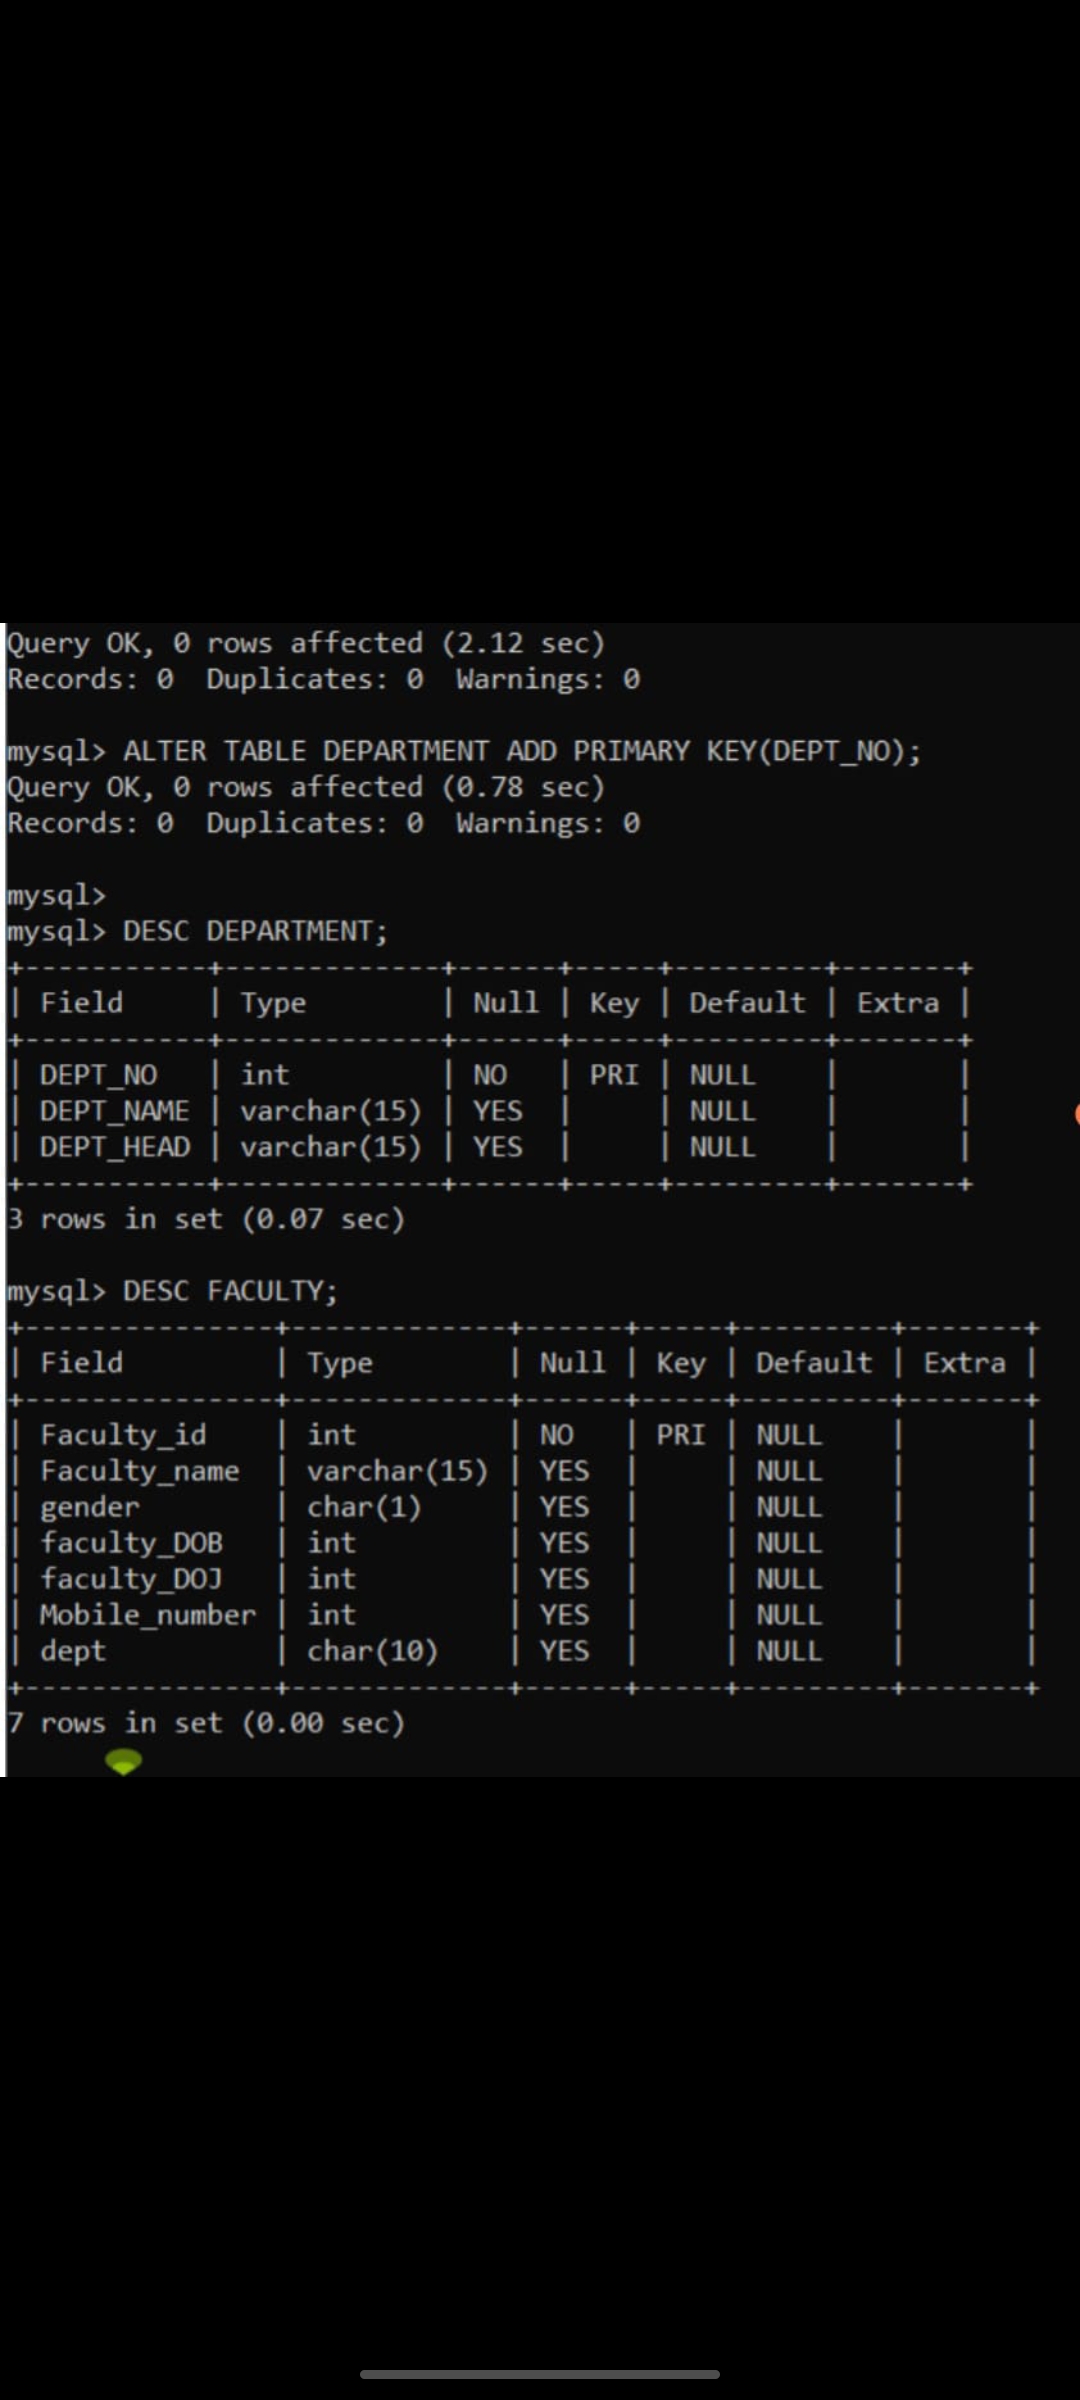 Query OK, 0 rows affected (2.12 sec)
Records: 0  Duplicates: 0  Warnings: 0
mysql> ALTER TABLE DEPARTMENT ADD PRIMARY KEY(DEPT_NO);
Query OK, 0 rows affected (0.78 sec)
Records: 0  Duplicates: 0  Warnings: 0
mysql>
mysql> DESC DEPARTMENT;
+-----------+-------------+------+-----+---------+-------+
| Field     | Type        | Null | Key | Default | Extra |
+-----------+-------------+------+-----+---------+-------+
| DEPT_NO   | int         | NO   | PRI | NULL    |       |
| DEPT_NAME | varchar(15) | YES  |     | NULL    |       |
| DEPT_HEAD | varchar(15) | YES  |     | NULL    |       |
+-----------+-------------+------+-----+---------+-------+
3 rows in set (0.07 sec)
mysql> DESC FACULTY;
+---------------+-------------+------+-----+---------+-------+
| Field         | Type        | Null | Key | Default | Extra |
+---------------+-------------+------+-----+---------+-------+
| Faculty_id    | int         | NO   | PRI | NULL    |       |
| Faculty_name  | varchar(15) | YES  |     | NULL    |       |
| gender        | char(1)     | YES  |     | NULL    |       |
| faculty_DOB   | int         | YES  |     | NULL    |       |
| faculty_DOJ   | int         | YES  |     | NULL    |       |
| Mobile_number | int         | YES  |     | NULL    |       |
| dept          | char(10)    | YES  |     | NULL    |       |
+---------------+-------------+------+-----+---------+-------+
7 rows in set (0.00 sec)